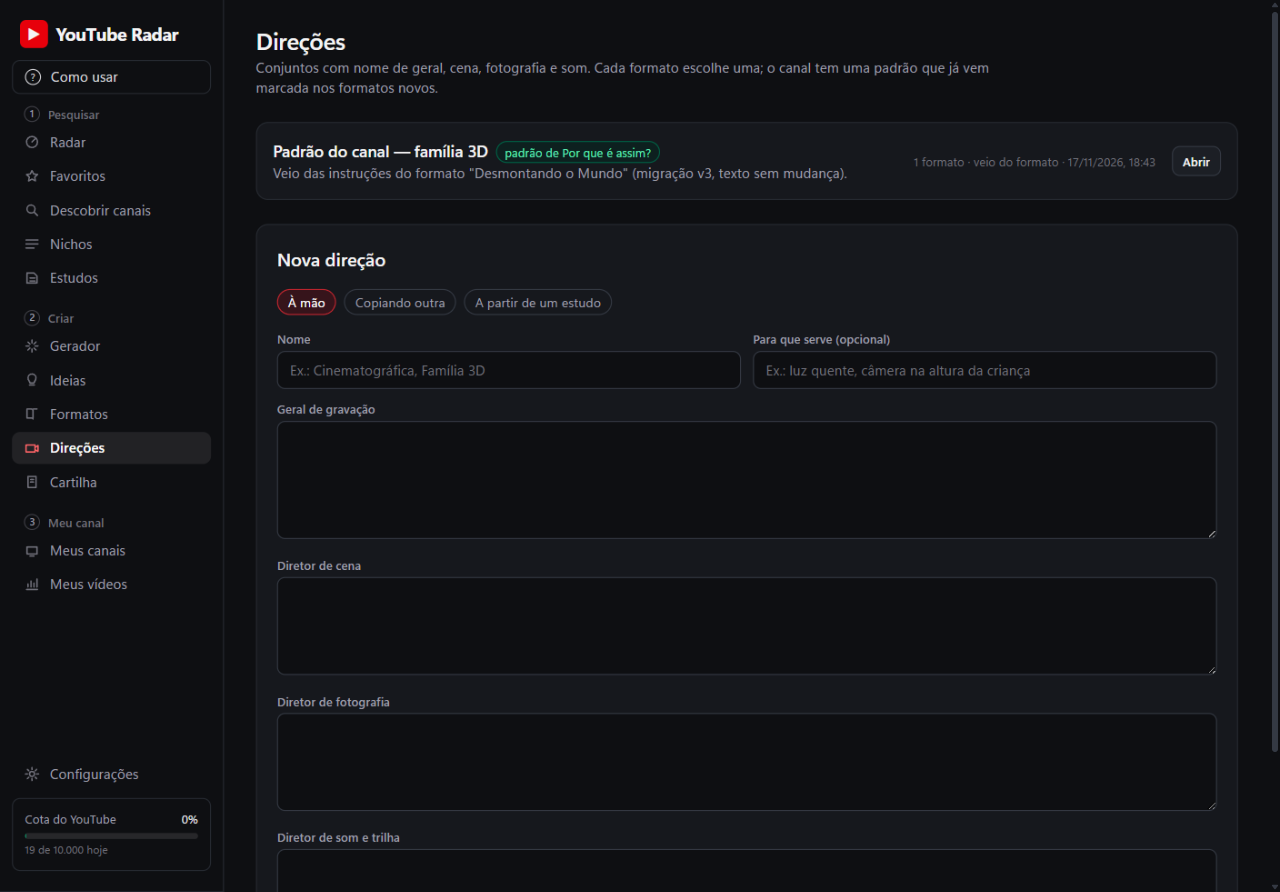 YouTube Radar
? Como usar
1 Pesquisar
Radar
Favoritos
Descobrir canais
Nichos
Estudos
2 Criar
Gerador
Ideias
Formatos
Direções
Cartilha
3 Meu canal
Meus canais
Meus vídeos
Configurações
Cota do YouTube 0%
19 de 10.000 hoje
Direções
Conjuntos com nome de geral, cena, fotografia e som. Cada formato escolhe uma; o canal tem uma padrão que já vem
marcada nos formatos novos.
Padrão do canal — família 3D padrão de Por que é assim?
Veio das instruções do formato "Desmontando o Mundo" (migração v3, texto sem mudança).
1 formato · veio do formato · 17/11/2026, 18:43 Abrir
Nova direção
À mão Copiando outra A partir de um estudo
Nome Para que serve (opcional)
Ex.: Cinematográfica, Família 3D Ex.: luz quente, câmera na altura da criança
Geral de gravação
Diretor de cena
Diretor de fotografia
Diretor de som e trilha